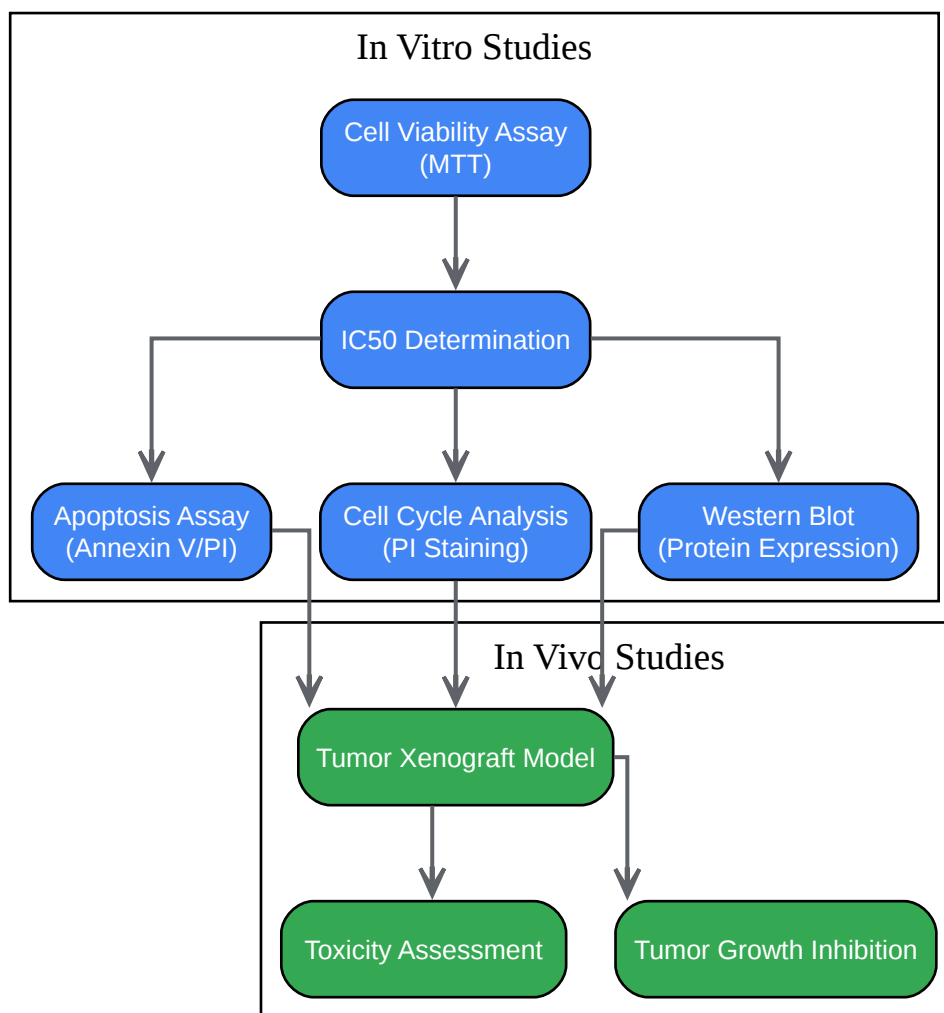 In Vitro Studies
Cell Viability Assay
(MTT)
IC50 Determination
Apoptosis Assay
(Annexin V/PI)
Cell Cycle Analysis
(PI Staining)
Western Blot
(Protein Expression)
In Vivo Studies
Tumor Xenograft Model
Toxicity Assessment
Tumor Growth Inhibition